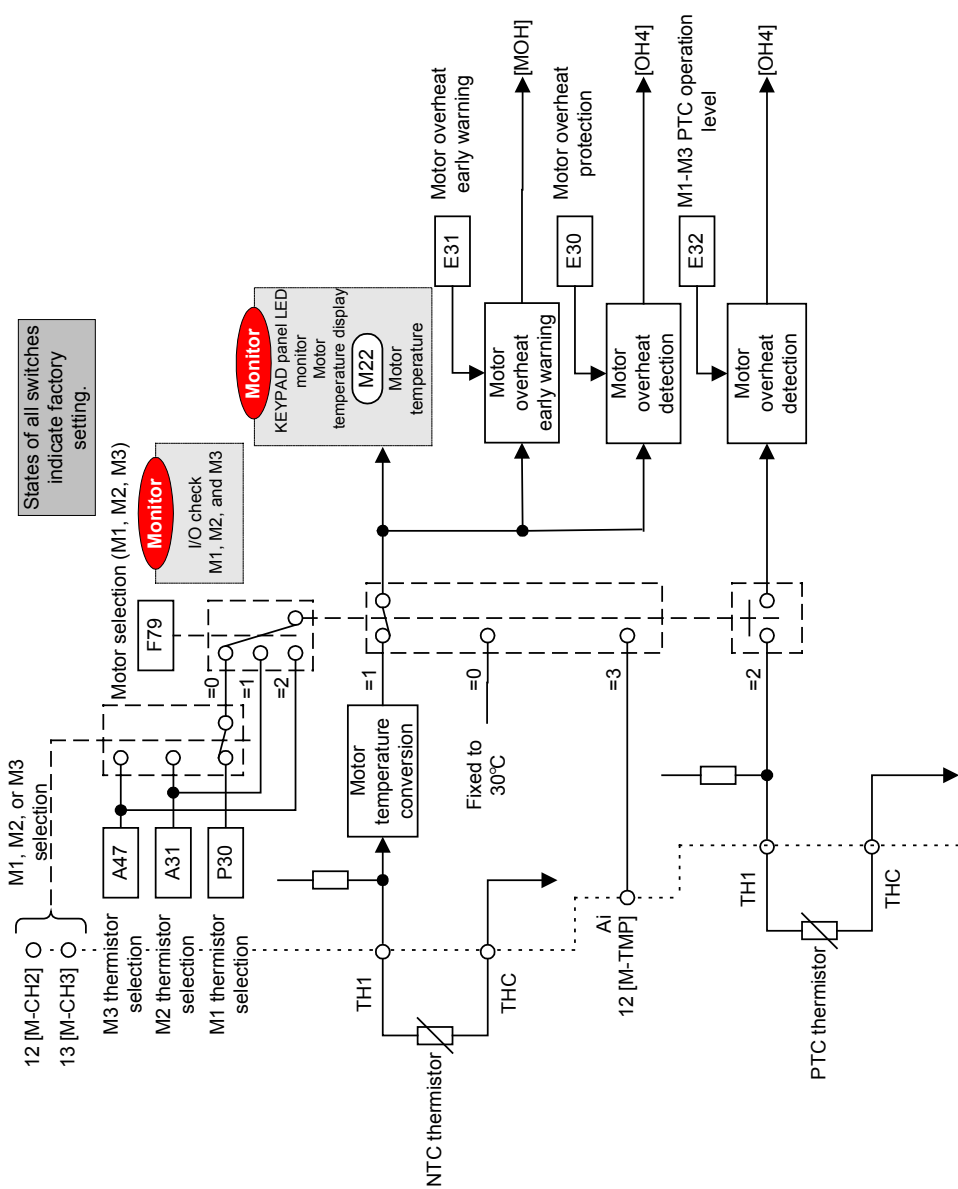 States of all switches
indicate factory
setting.
12 [M-CH2]
13 [M-CH3]
M1, M2, or M3
selection
M3 thermistor
selection
M2 thermistor
selection
M1 thermistor
selection
A47
A31
P30
Motor selection (M1, M2, M3)
F79
=0
=1
=2
Monitor
I/O check
M1, M2, and M3
Monitor
KEYPAD panel LED
monitor
Motor
temperature display
M22
Motor
temperature
TH1
THC
NTC thermistor
Motor
temperature
conversion
=1
Fixed to
30°C
=0
Ai
12 [M-TMP]
=3
E31
Motor overheat
early warning
Motor
overheat
early warning
[MOH]
E30
Motor overheat
protection
Motor
overheat
detection
[OH4]
TH1
THC
PTC thermistor
=2
E32
M1-M3 PTC operation
level
Motor
overheat
detection
[OH4]